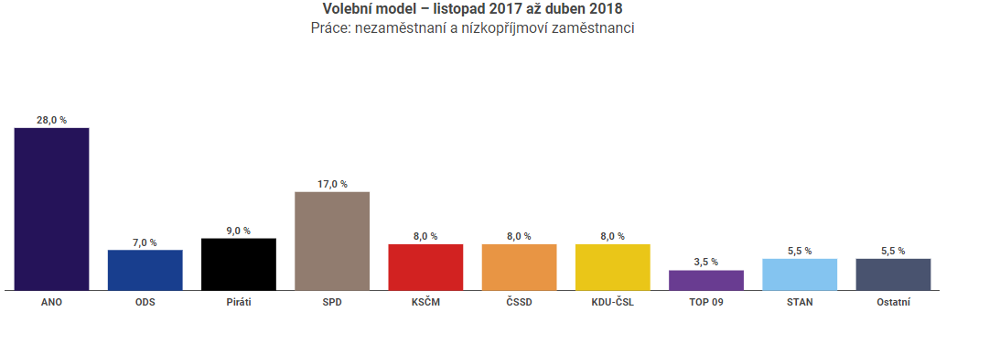 Volební model – listopad 2017 až duben 2018
Práce: nezaměstnaní a nízkopříjmoví zaměstnanci
28,0 %
7,0 %
9,0 %
17,0 %
8,0 %
8,0 %
8,0 %
3,5 %
5,5 %
5,5 %
ANO
ODS
Piráti
SPD
KSČM
ČSSD
KDU-ČSL
TOP 09
STAN
Ostatní